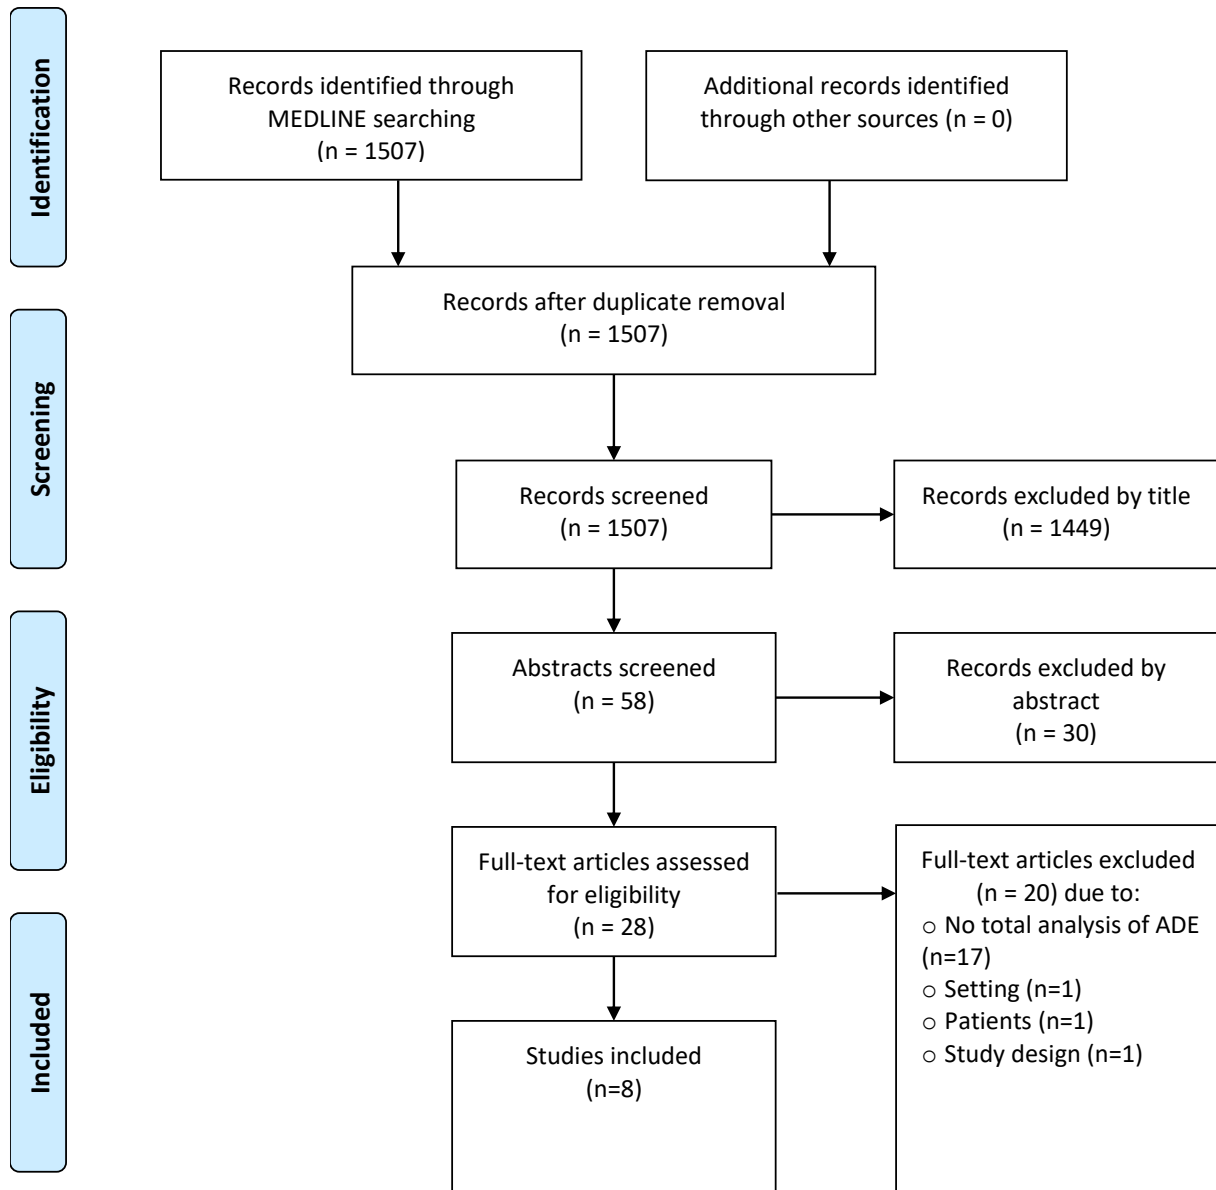 Identification
Records identified through
MEDLINE searching
(n = 1507)
Additional records identified
through other sources (n = 0)
Records after duplicate removal
(n = 1507)
Screening
Records screened
(n = 1507)
Records excluded by title
(n = 1449)
Eligibility
Abstracts screened
(n = 58)
Records excluded by
abstract
(n = 30)
Full-text articles assessed
for eligibility
(n = 28)
Full-text articles excluded
(n = 20) due to:
○ No total analysis of ADE
(n=17)
○ Setting (n=1)
○ Patients (n=1)
○ Study design (n=1)
Included
Studies included
(n=8)